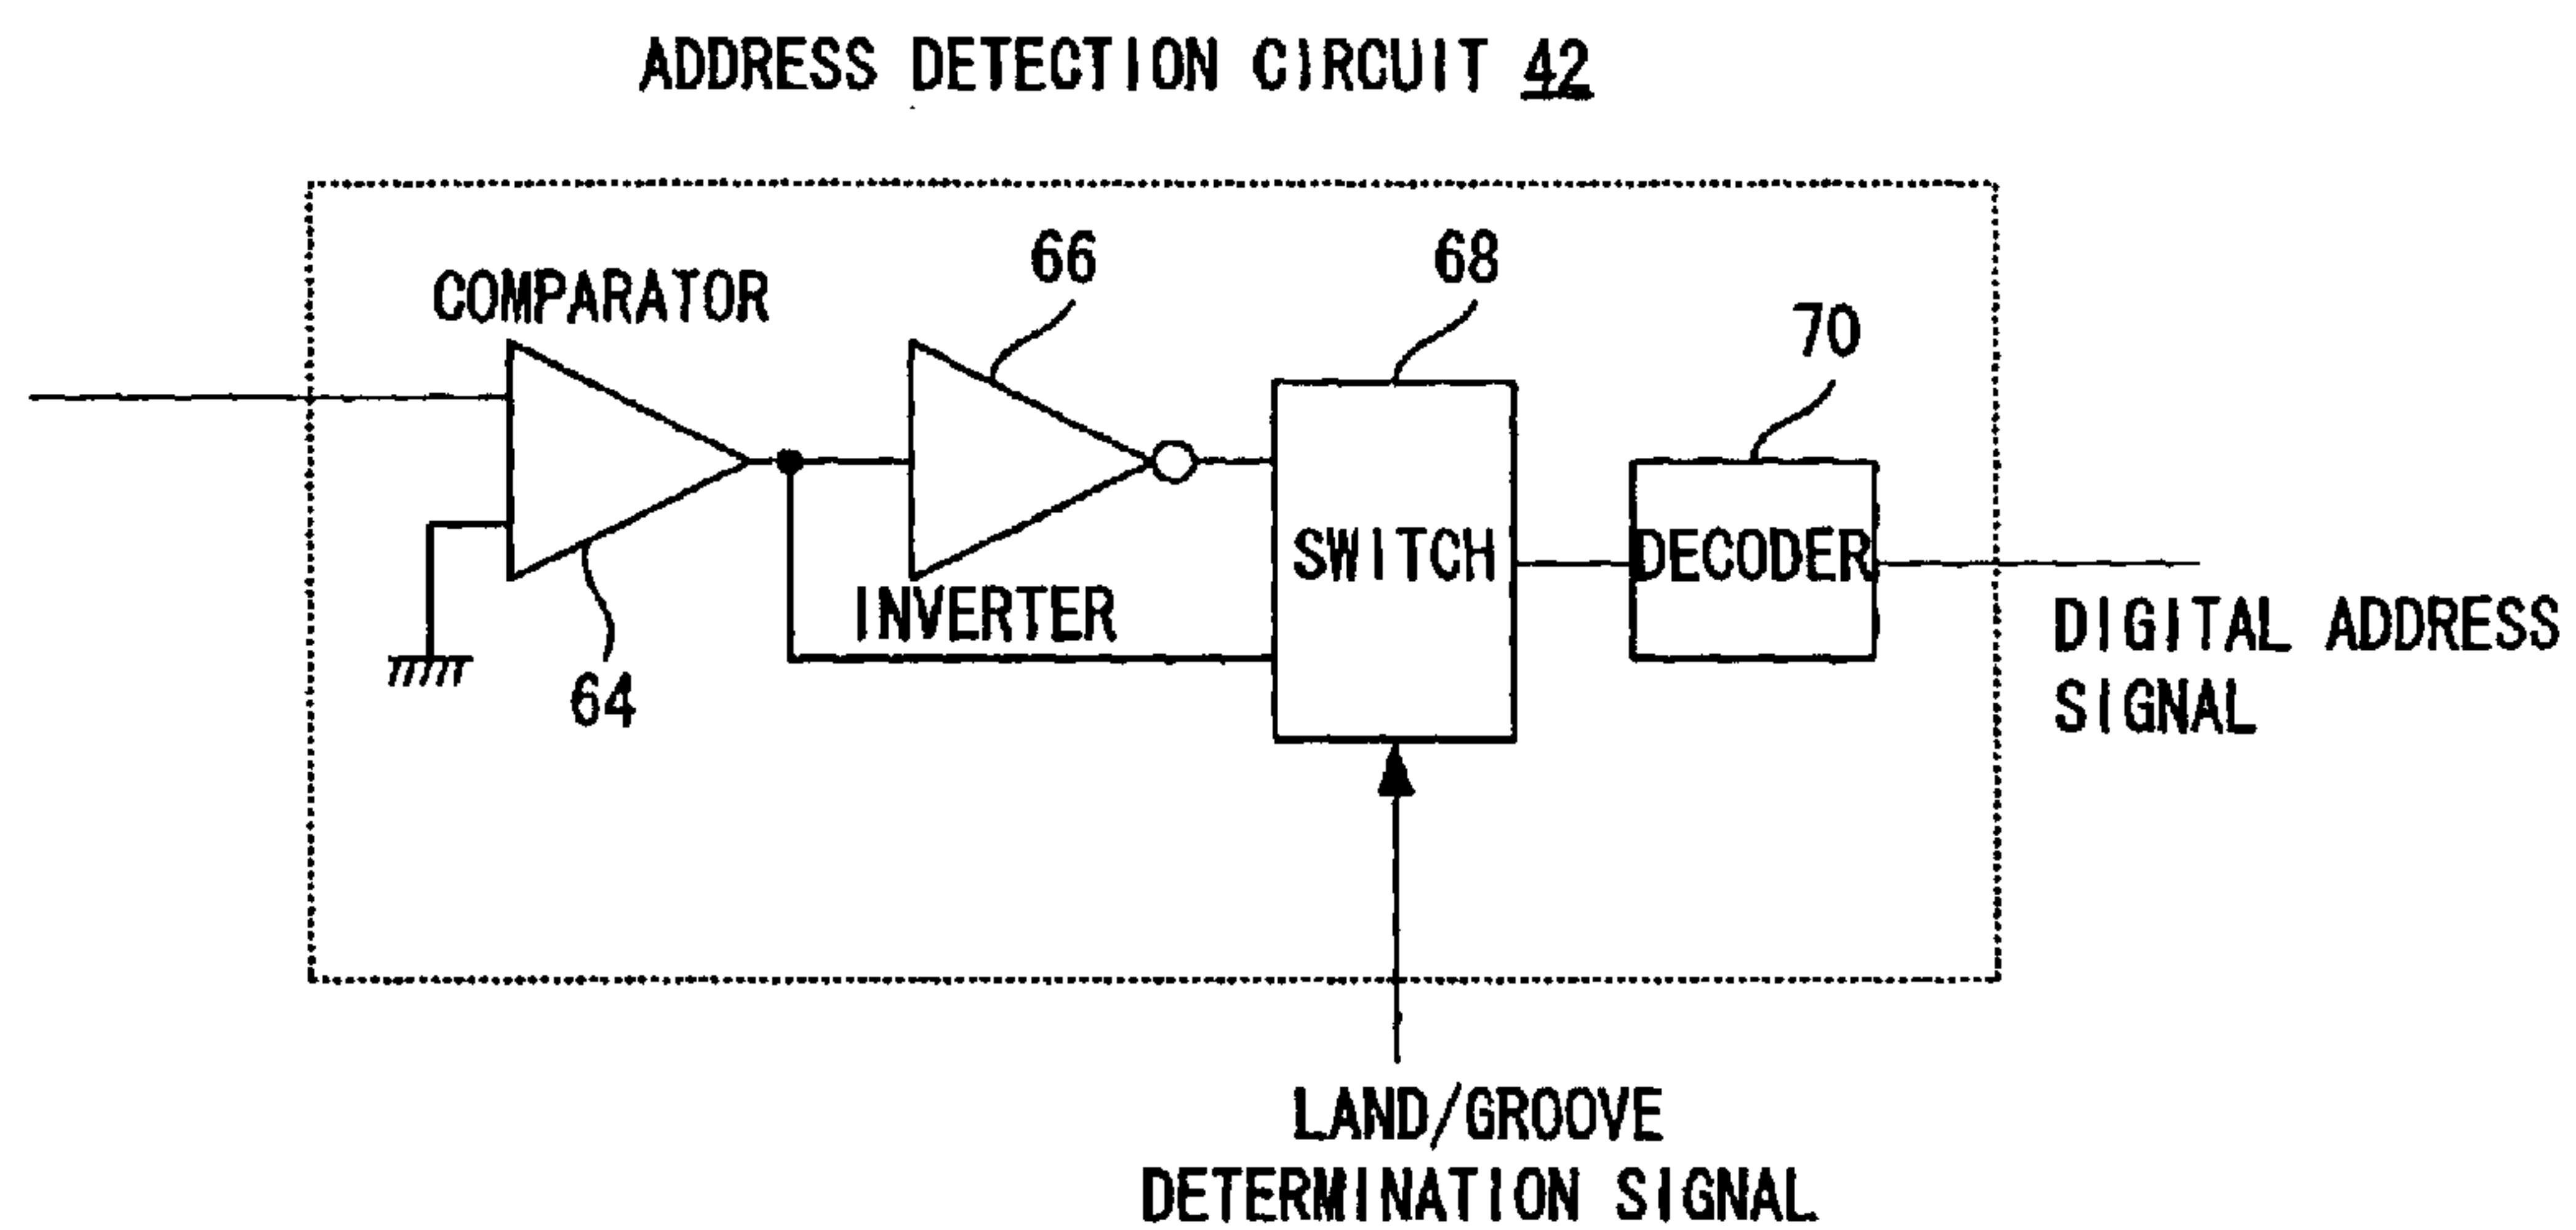 ADDRESS DETECTION CIRCUIT 42
66
68
COMPARATOR
70
SWITCH
DECODER
INVERTER
64
DIGITAL ADDRESS
SIGNAL
LAND/GROOVE
DETERMINATION SIGNAL